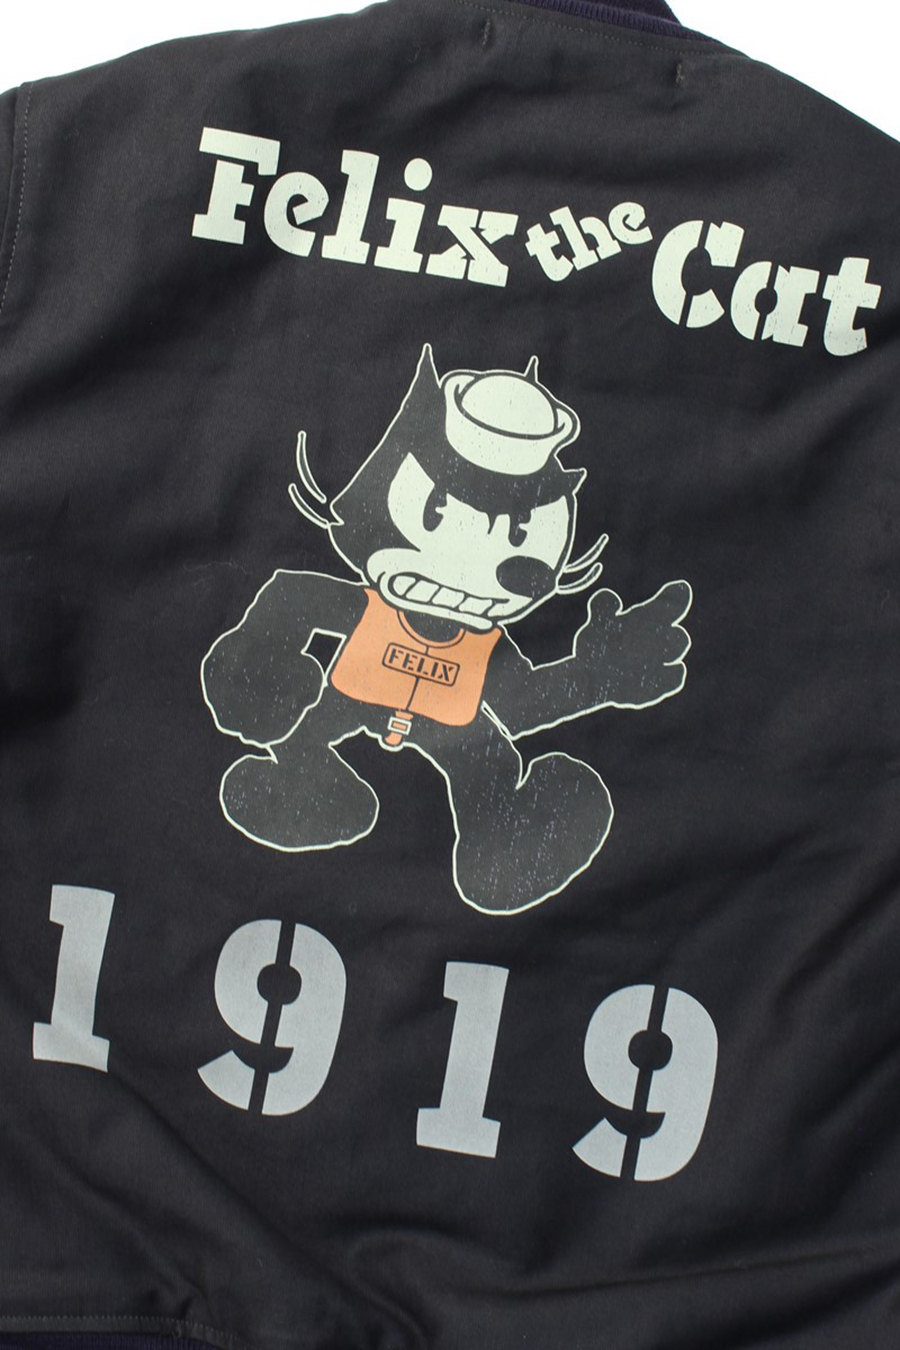 Felix the Cat
FELIX
1919